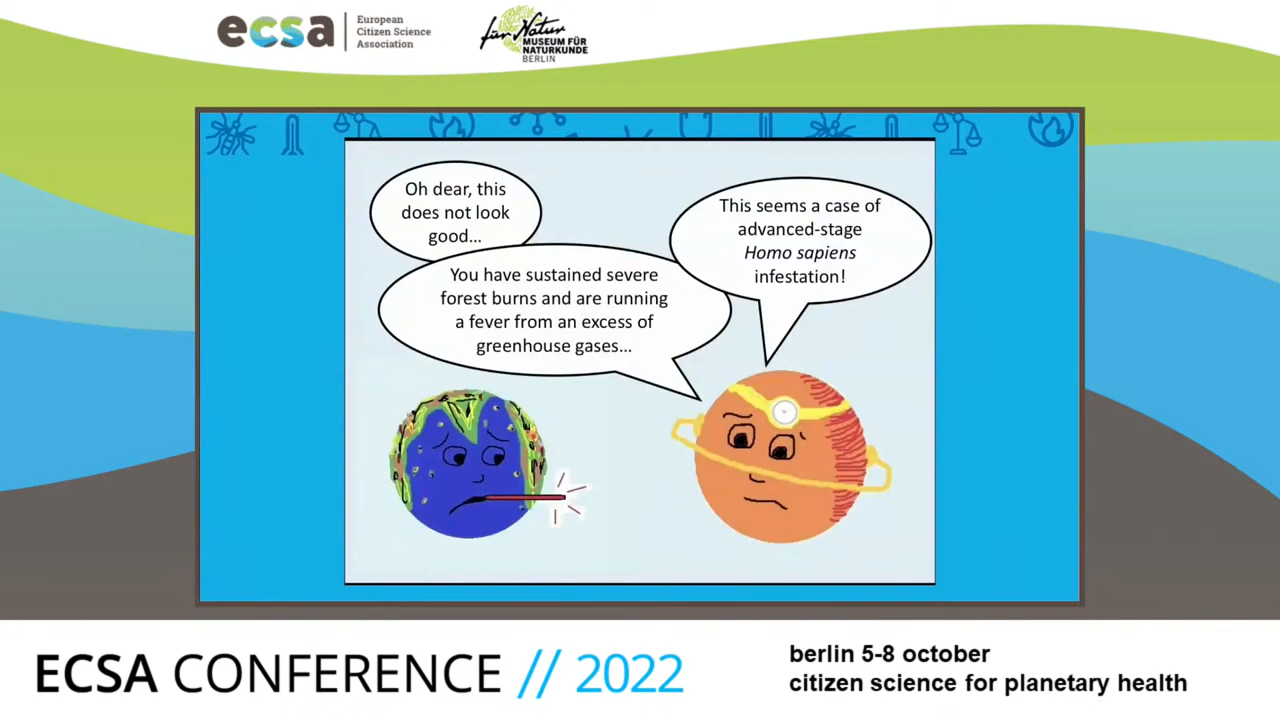 ecsa
European
Citizen Science
Association
für Natur
MUSEUM FÜR
NATURKUNDE
BERLIN
Oh dear, this
does not look
good...
You have sustained severe
forest burns and are running
a fever from an excess of
greenhouse gases...
This seems a case of
advanced-stage
Homo sapiens
infestation!
ECSA CONFERENCE // 2022
berlin 5-8 october
citizen science for planetary health